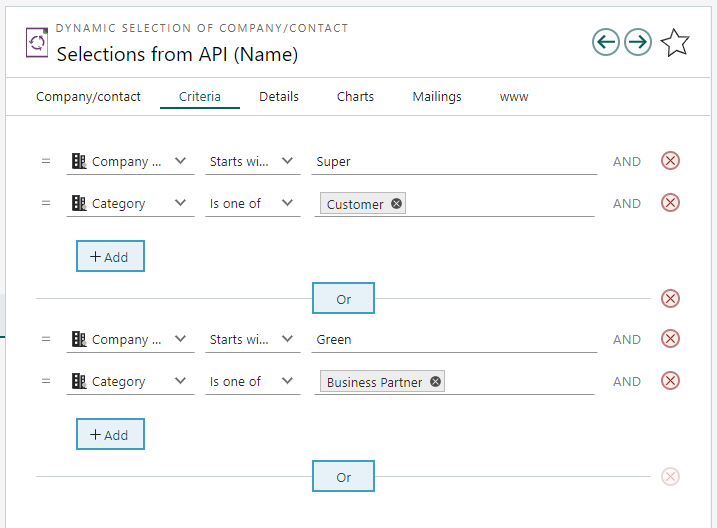 DYNAMIC SELECTION OF COMPANY/CONTACT
Selections from API (Name)
Company/contact Criteria Details Charts Mailings www
= Company ... Starts wi... Super AND
= Category Is one of Customer AND
+ Add
Or
= Company ... Starts wi... Green AND
= Category Is one of Business Partner AND
+ Add
Or